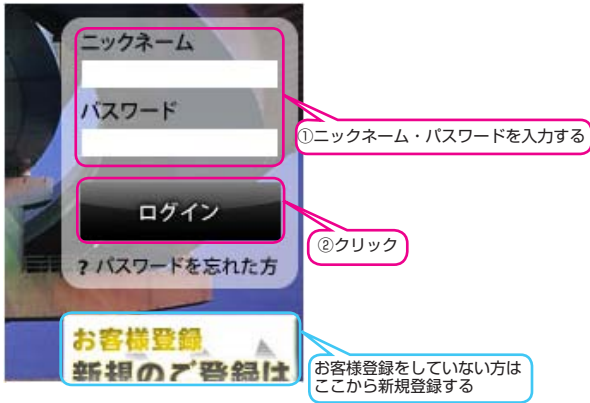 ニックネーム
パスワード
①ニックネーム・パスワードを入力する
ログイン
②クリック
? パスワードを忘れた方
お客様登録
新規のご登録は
お客様登録をしていない方は
ここから新規登録する